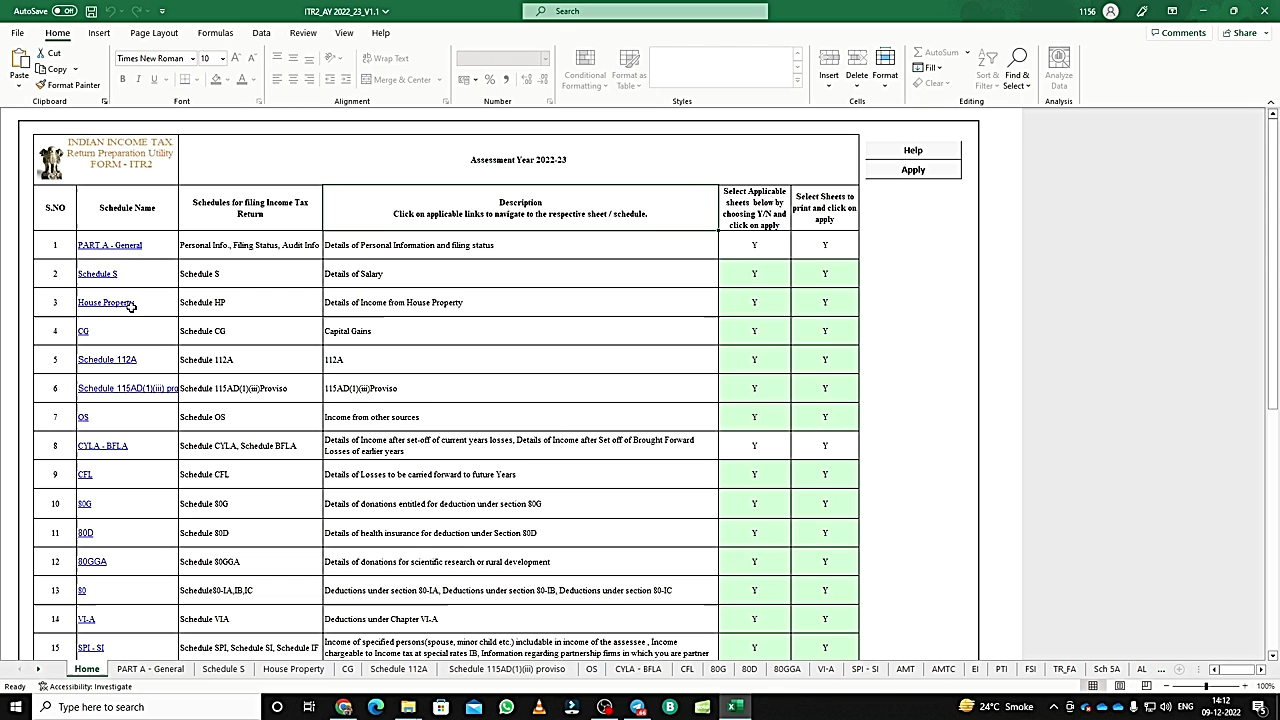 AutoSave Off
ITR2_AY 2022_23_V1.1
Search
1156
File Home Insert Page Layout Formulas Data Review View Help
Comments Share
Paste
Cut
Copy
Format Painter
Clipboard
Times New Roman 10
B I U
Font
Wrap Text
Merge & Center
Alignment
Number
Conditional Formatting
Format as Table
Styles
Insert Delete Format
Cells
AutoSum
Fill
Clear
Sort & Filter
Find & Select
Editing
Analyze Data
Analysis
INDIAN INCOME TAX
Return Preparation Utility
FORM - ITR2
Assessment Year 2022-23
Help
Apply
S.NO
Schedule Name
Schedules for filing Income Tax
Return
Description
Click on applicable links to navigate to the respective sheet / schedule.
Select Applicable
sheets below by
choosing Y/N and
click on apply
Select Sheets to
print and click on
apply
1 PART A - General Personal Info., Filing Status, Audit Info Details of Personal Information and filing status Y Y
2 Schedule S Schedule S Details of Salary Y Y
3 House Property Schedule HP Details of Income from House Property Y Y
4 CG Schedule CG Capital Gains Y Y
5 Schedule 112A Schedule 112A 112A Y Y
6 Schedule 115AD(1)(iii) pro Schedule 115AD(1)(iii)Proviso 115AD(1)(iii)Proviso Y Y
7 OS Schedule OS Income from other sources Y Y
8 CYLA - BFLA Schedule CYLA, Schedule BFLA Details of Income after set-off of current years losses, Details of Income after Set off of Brought Forward
Losses of earlier years Y Y
9 CFL Schedule CFL Details of Losses to be carried forward to future Years Y Y
10 80G Schedule 80G Details of donations entitled for deduction under section 80G Y Y
11 80D Schedule 80D Details of health insurance for deduction under Section 80D Y Y
12 80GGA Schedule 80GGA Details of donations for scientific research or rural development Y Y
13 80 Schedule80-IA,IB,IC Deductions under section 80-IA, Deductions under section 80-IB, Deductions under section 80-IC Y Y
14 VI-A Schedule VIA Deductions under Chapter VI-A Y Y
15 SPI - SI Schedule SPI, Schedule SI, Schedule IF Income of specified persons(spouse, minor child etc.) includable in income of the assessee , Income
chargeable to Income tax at special rates IB, Information regarding partnership firms in which you are partner Y Y
Home PART A - General Schedule S House Property CG Schedule 112A Schedule 115AD(1)(iii) proviso OS CYLA - BFLA CFL 80G 80D 80GGA VI-A SPI - SI AMT AMTC EI PTI FSI TR_FA Sch 5A AL ...
Ready Accessibility: Investigate 100%
Type here to search
24°C Smoke
ENG
14:12
09-12-2022